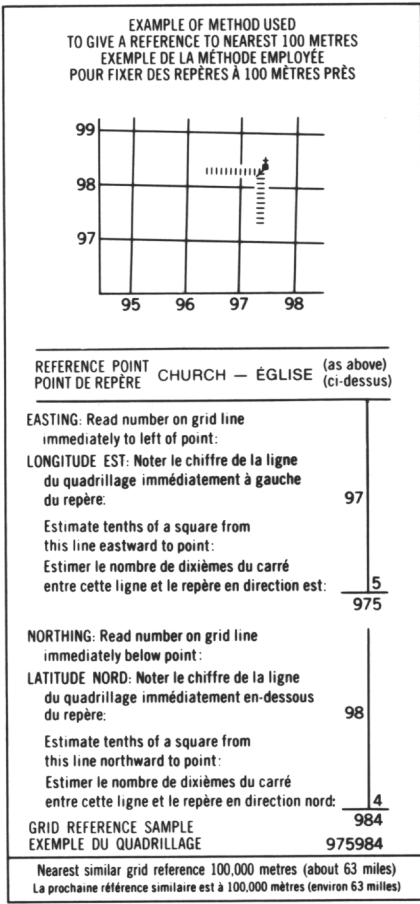 EXAMPLE OF METHOD USED
TO GIVE A REFERENCE TO NEAREST 100 METRES
EXEMPLE DE LA MÉTHODE EMPLOYÉE
POUR FIXER DES REPÈRES À 100 MÈTRES PRÈS
99
98
97
95 96 97 98
REFERENCE POINT
POINT DE REPÈRE CHURCH — ÉGLISE (as above)
(ci-dessus)
EASTING: Read number on grid line
immediately to left of point:
LONGITUDE EST: Noter le chiffre de la ligne
du quadrillage immédiatement à gauche
du repère: 97
Estimate tenths of a square from
this line eastward to point:
Estimer le nombre de dixièmes du carré
entre cette ligne et le repère en direction est: 5
975
NORTHING: Read number on grid line
immediately below point:
LATITUDE NORD: Noter le chiffre de la ligne
du quadrillage immédiatement en-dessous
du repère: 98
Estimate tenths of a square from
this line northward to point:
Estimer le nombre de dixièmes du carré
entre cette ligne et le repère en direction nord: 4
984
GRID REFERENCE SAMPLE
EXEMPLE DU QUADRILLAGE 975984
Nearest similar grid reference 100,000 metres (about 63 miles)
La prochaine référence similaire est à 100,000 mètres (environ 63 milles)